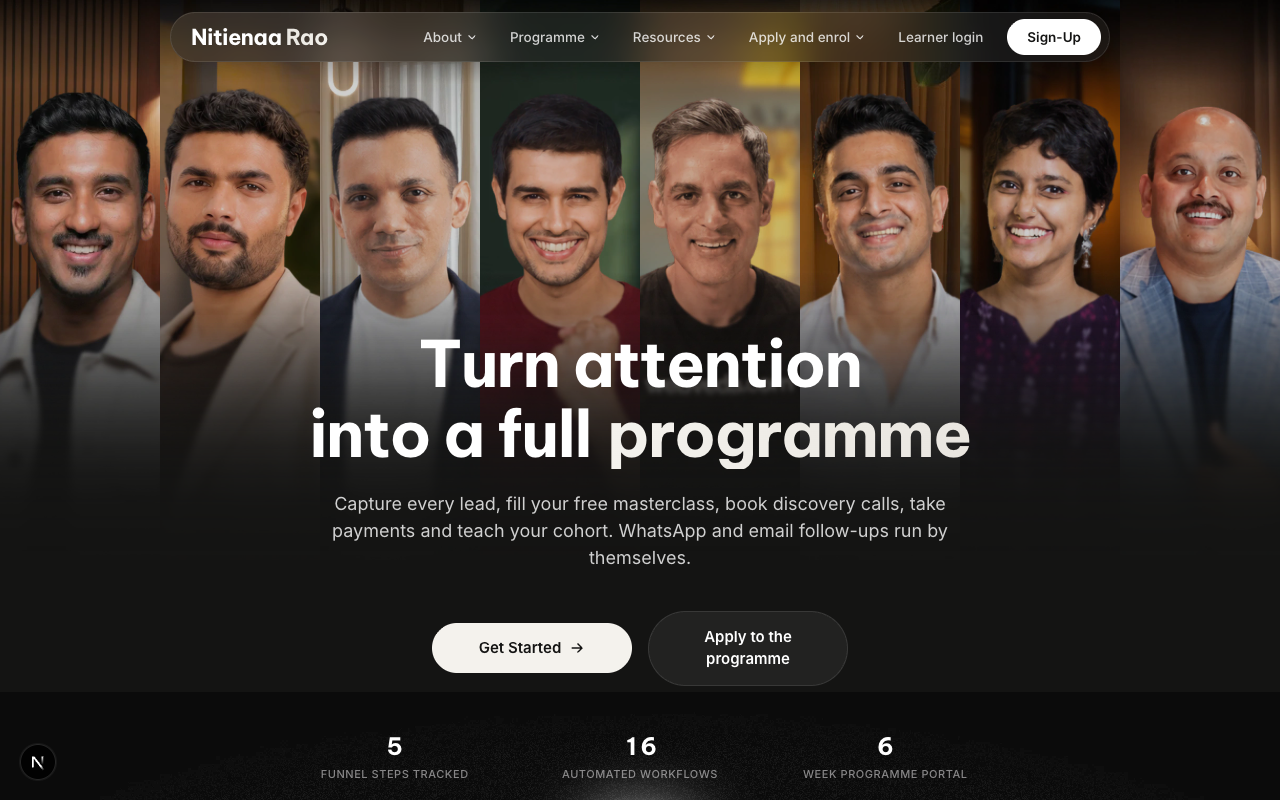 Nitienaa Rao
About
Programme
Resources
Apply and enrol
Learner login
Sign-Up
Turn attention
into a full programme
Capture every lead, fill your free masterclass, book discovery calls, take
payments and teach your cohort. WhatsApp and email follow-ups run by
themselves.
Get Started →
Apply to the
programme
5
FUNNEL STEPS TRACKED
16
AUTOMATED WORKFLOWS
6
WEEK PROGRAMME PORTAL
N